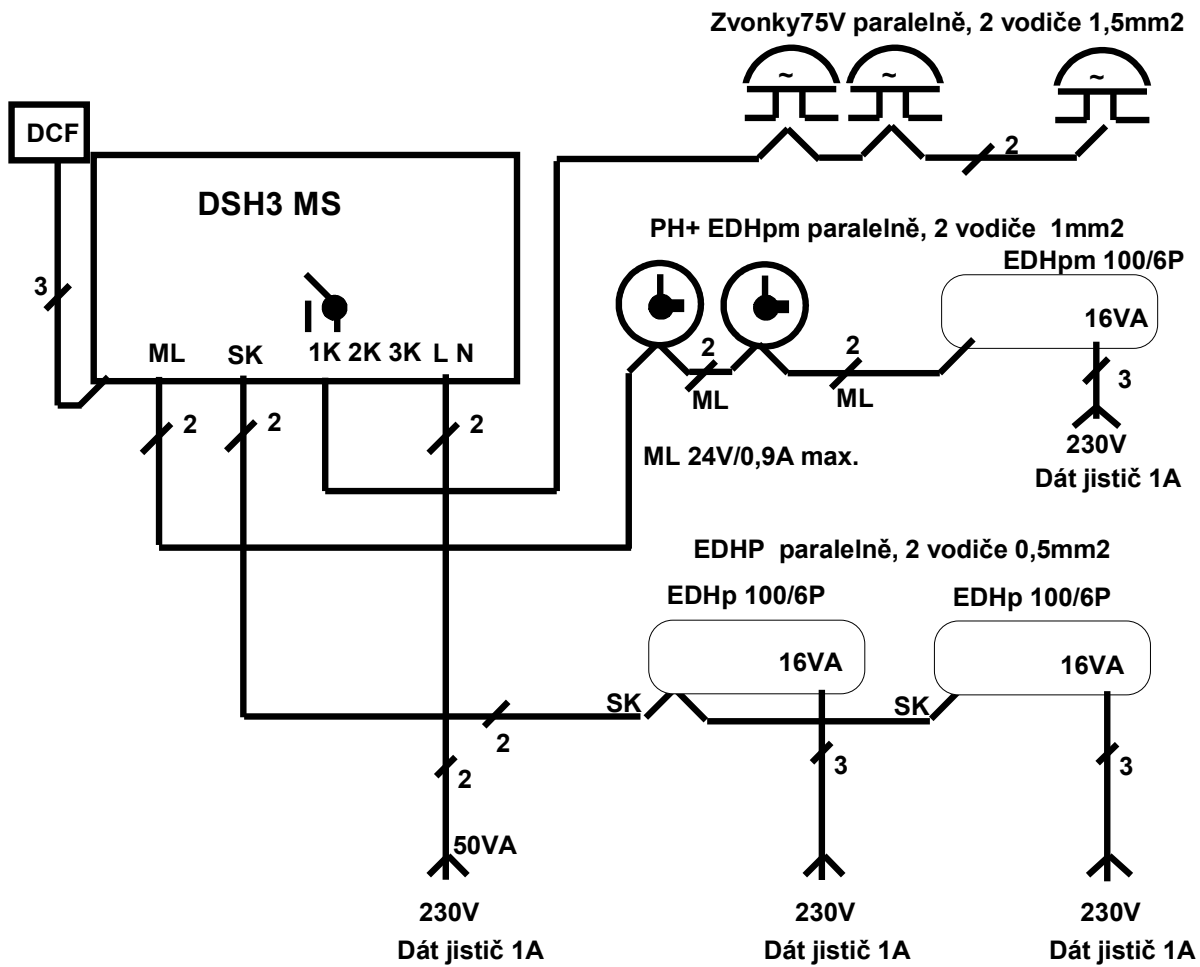 Zvonky75V paralelně, 2 vodiče 1,5mm2
~
~
~
DCF
2
DSH3 MS
PH+ EDHpm paralelně, 2 vodiče 1mm2
EDHpm 100/6P
3
16VA
ML
SK
1K 2K 3K L N
2
2
3
ML
ML
2
2
2
230V
ML 24V/0,9A max.
Dát jistič 1A
EDHP paralelně, 2 vodiče 0,5mm2
EDHp 100/6P
EDHp 100/6P
16VA
16VA
SK
SK
2
2
3
3
50VA
230V
230V
230V
Dát jistič 1A
Dát jistič 1A
Dát jistič 1A